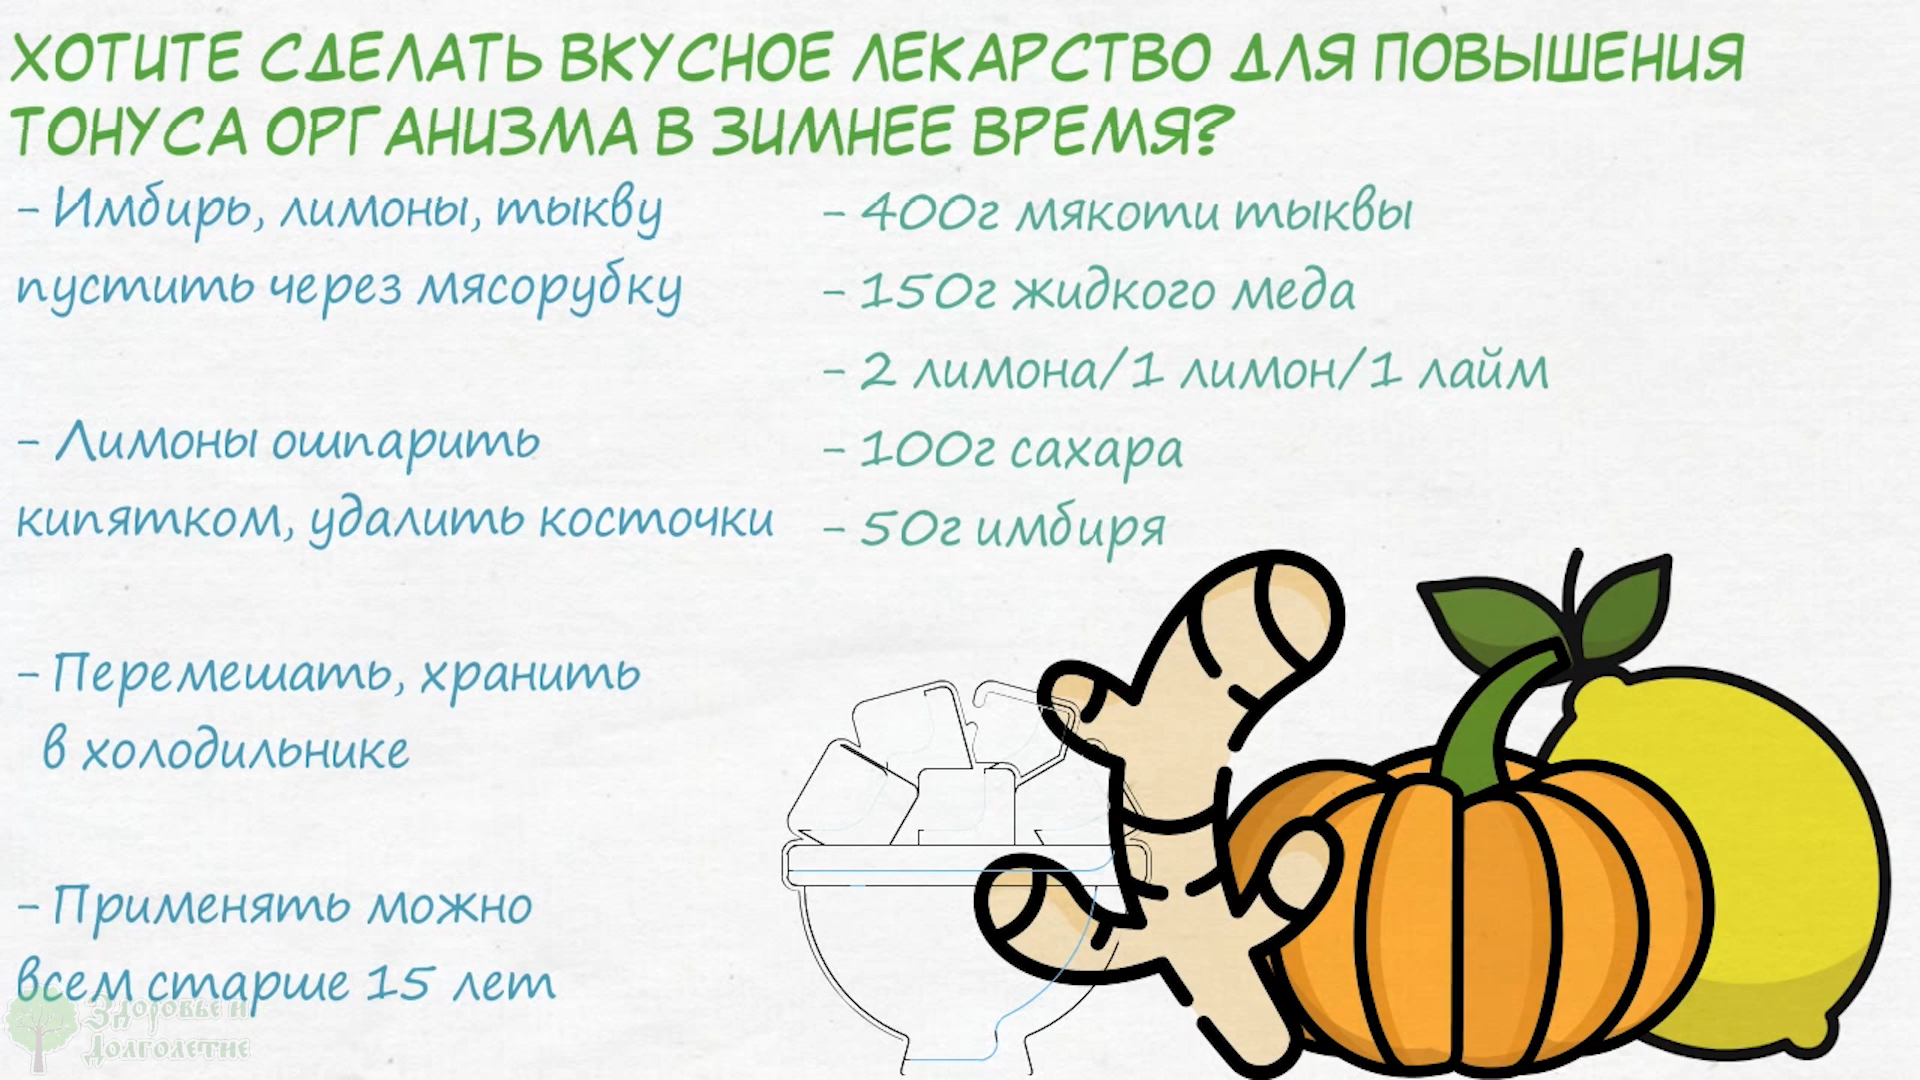 ХОТИТЕ СДЕЛАТЬ ВКУСНОЕ ЛЕКАРСТВО ДЛЯ ПОВЫШЕНИЯ
ТОНУСА ОРГАНИЗМА В ЗИМНЕЕ ВРЕМЯ?
- Имбирь, лимоны, тыкву
пустить через мясорубку
- Лимоны ошпарить
кипятком, удалить косточки
- Перемешать, хранить
в холодильнике
- Применять можно
всем старше 15 лет
- 400г мякоти тыквы
- 150г жидкого меда
- 2 лимона/1 лимон/1 лайм
- 100г сахара
- 50г имбиря
Здоровье и
Долголетие